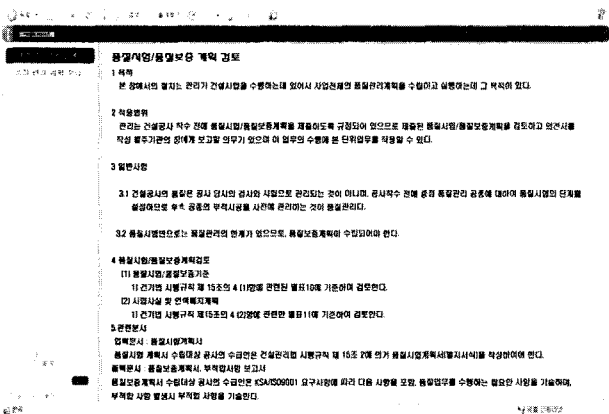 품질시험/품질보증 계획 검토
1 목적
본 장에서의 절차는 관리가 건설사업을 수행하는데 있어서 사업전체의 품질관리계획을 수립하고 실행하는데 그 목적이 있다.
2 적용범위
관리는 건설공사 착수 전에 품질시험/품질보증계획을 제출하도록 규정되어 있으므로 제출된 품질시험/품질보증계획을 검토하고 의견서를
작성 발주기관의 장에게 보고할 의무가 있으며 이 업무의 수행에 본 단위업무를 적용할 수 있다.
3 일반사항
3.1 건설공사의 품질은 공사 당시의 검사와 시험으로 관리되는 것이 아니며, 공사착수 전에 중점 품질관리 공종에 대하여 품질시험의 단계를
설정하므로 후속 공종의 부적시공을 사전에 관리하는 것이 품질관리다.
3.2 품질시험만으로는 품질관리의 한계가 있으므로, 품질보증계획이 수립되어야 한다.
4 품질시험/품질보증계획검토
(1) 품질시험/품질보증기준
1) 건기법 시행규칙 제 15조의 4 (1)항에 관련된 별표10에 기준하여 검토한다.
(2) 시험시설 및 인력배치계획
1) 건기법 시행규칙 제15조의 4 (2)항에 관련한 별표11에 기준하여 검토한다.
5.관련문서
입력문서 : 품질시험계획서
품질시험 계획서 수립대상 공사의 수급인은 건설관리법 시행규칙 제 15조 2에 의거 품질시험계획서(별지서식)을 작성하여야 한다.
출력문서 : 품질보증계획서, 부적합사항 보고서
품질보증계획서 수립대상 공사의 수급인은 KSA/ISO9001 요구사항에 따라 다음 사항을 포함, 품질업무를 수행하는 필요한 사항을 기술하며,
부적합 사항 발생시 부적합 사항을 기술한다.